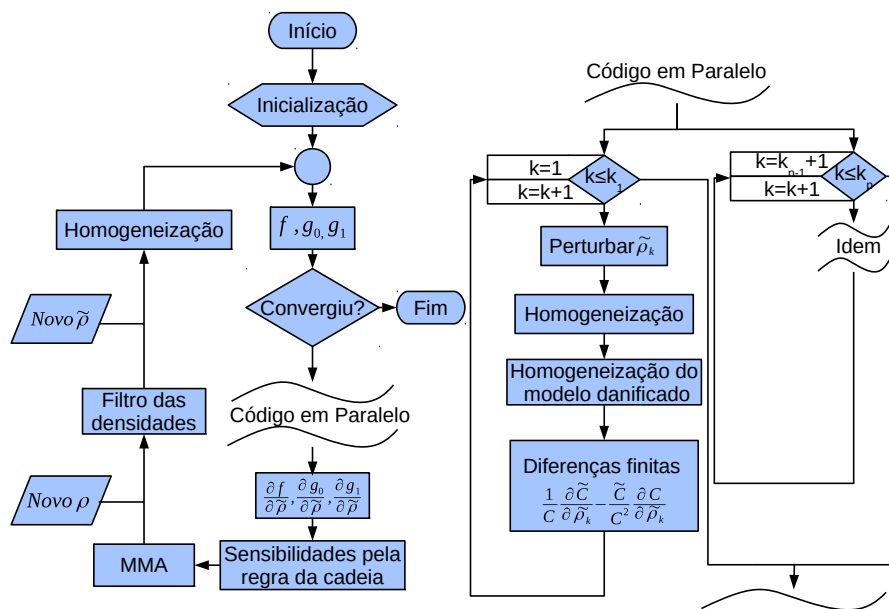 Início
Inicialização
f , g₀, g₁
Homogeneização
Convergiu?
Fim
Novo ρ̃
Código em Paralelo
Filtro das
densidades
∂f/∂ρ̃, ∂g₀/∂ρ̃, ∂g₁/∂ρ̃
Novo ρ
Sensibilidades pela
regra da cadeia
MMA
Código em Paralelo
k=1
k=k+1
k≤k₁
Perturbar ρ̃ₖ
Homogeneização
Homogeneização do
modelo danificado
Diferenças finitas
1/C ∂C̃/∂ρ̃ₖ − C̃/C² ∂C/∂ρ̃ₖ
k=kₙ₋₁+1
k=k+1
k≤kₙ
Idem